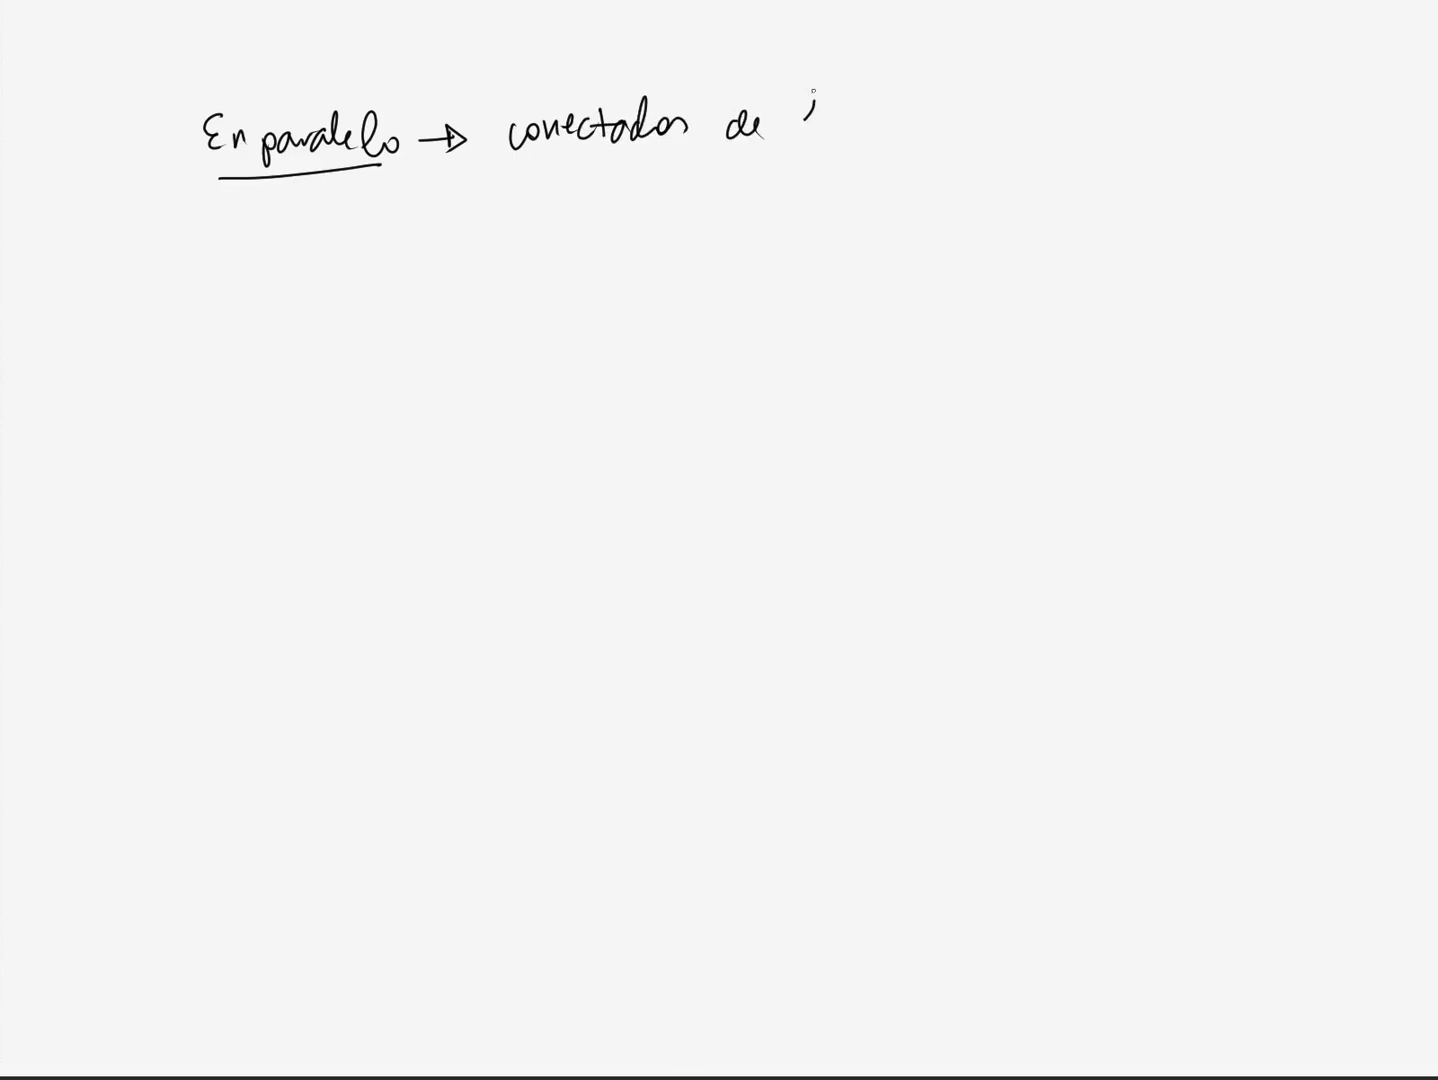 En paralelo → conectados de